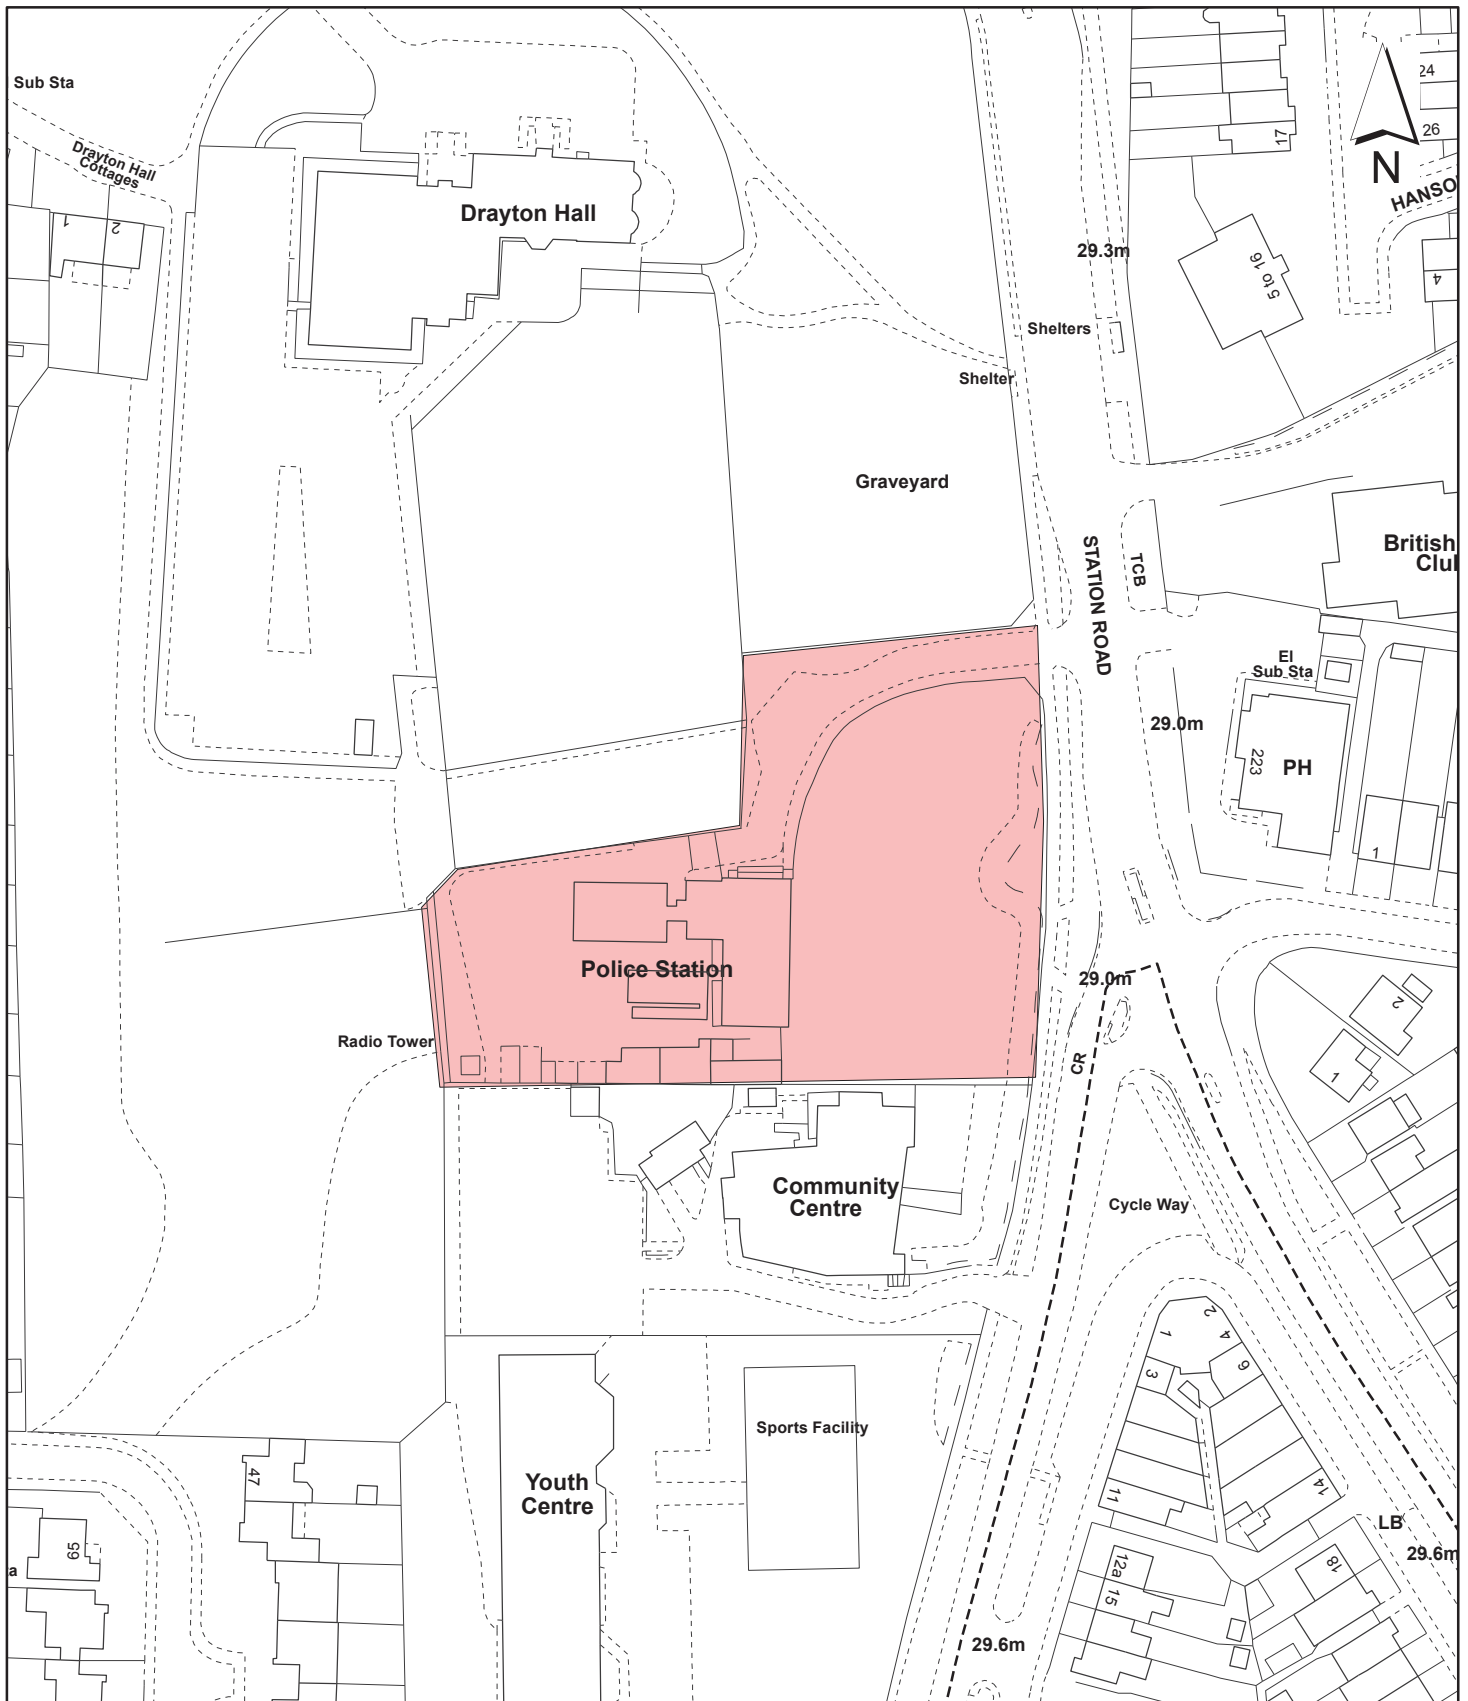 Sub Sta
Drayton Hall
Cottages
1
2
Drayton Hall
17
24
26
N
29.3m
5 to 16
4
Shelters
Shelter
Graveyard
STATION ROAD
TCB
British
El
Sub Sta
29.0m
223
PH
1
Police Station
29.0m
2
1
Radio Tower
CR
Community
Centre
Cycle Way
2
1
4
3
6
Sports Facility
47
14
Youth
Centre
11
LB
65
29.6m
12a
18
15
29.6m